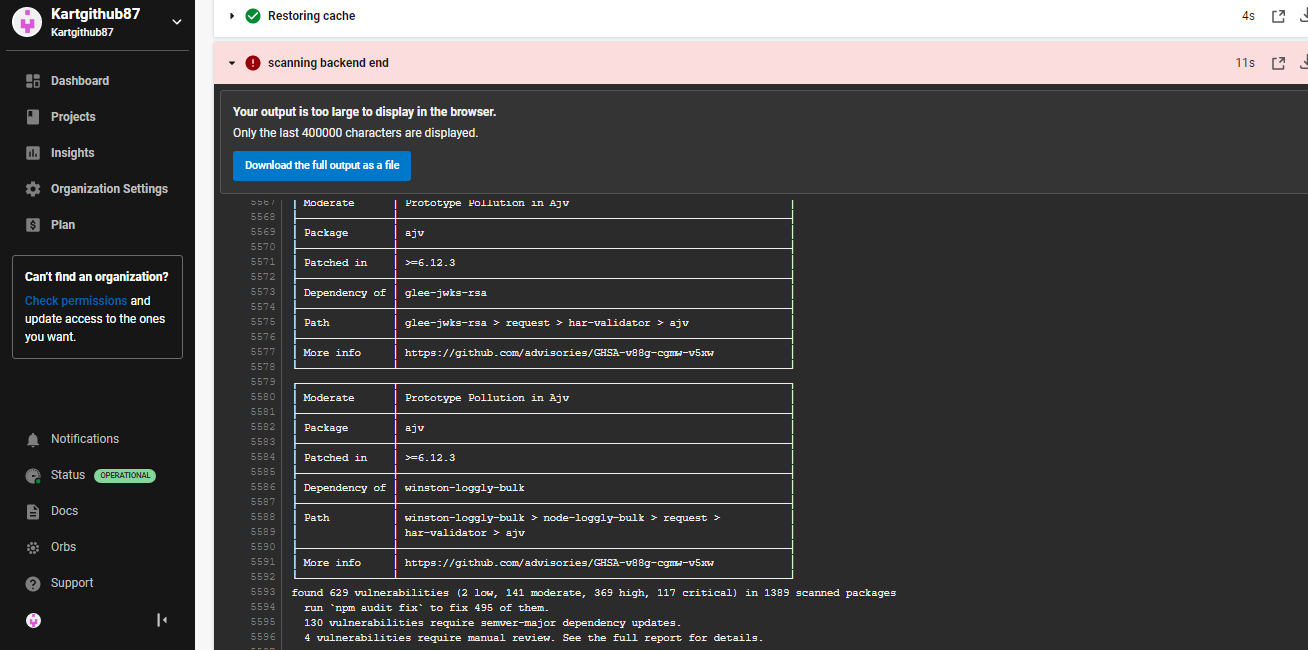 Kartgithub87
Kartgithub87
Dashboard
Projects
Insights
Organization Settings
Plan
Can't find an organization?
Check permissions and
update access to the ones
you want.
Notifications
Status OPERATIONAL
Docs
Orbs
Support
Restoring cache 4s
scanning backend end 11s
Your output is too large to display in the browser.
Only the last 400000 characters are displayed.
Download the full output as a file
5567 Moderate Prototype Pollution in Ajv
5568
5569 Package ajv
5570
5571 Patched in >=6.12.3
5572
5573 Dependency of glee-jwks-rsa
5574
5575 Path glee-jwks-rsa > request > har-validator > ajv
5576
5577 More info https://github.com/advisories/GHSA-v88g-cgmw-v5xw
5578
5579
5580 Moderate Prototype Pollution in Ajv
5581
5582 Package ajv
5583
5584 Patched in >=6.12.3
5585
5586 Dependency of winston-loggly-bulk
5587
5588 Path winston-loggly-bulk > node-loggly-bulk > request >
5589 har-validator > ajv
5590
5591 More info https://github.com/advisories/GHSA-v88g-cgmw-v5xw
5592
5593 found 629 vulnerabilities (2 low, 141 moderate, 369 high, 117 critical) in 1389 scanned packages
5594 run `npm audit fix` to fix 495 of them.
5595 130 vulnerabilities require semver-major dependency updates.
5596 4 vulnerabilities require manual review. See the full report for details.